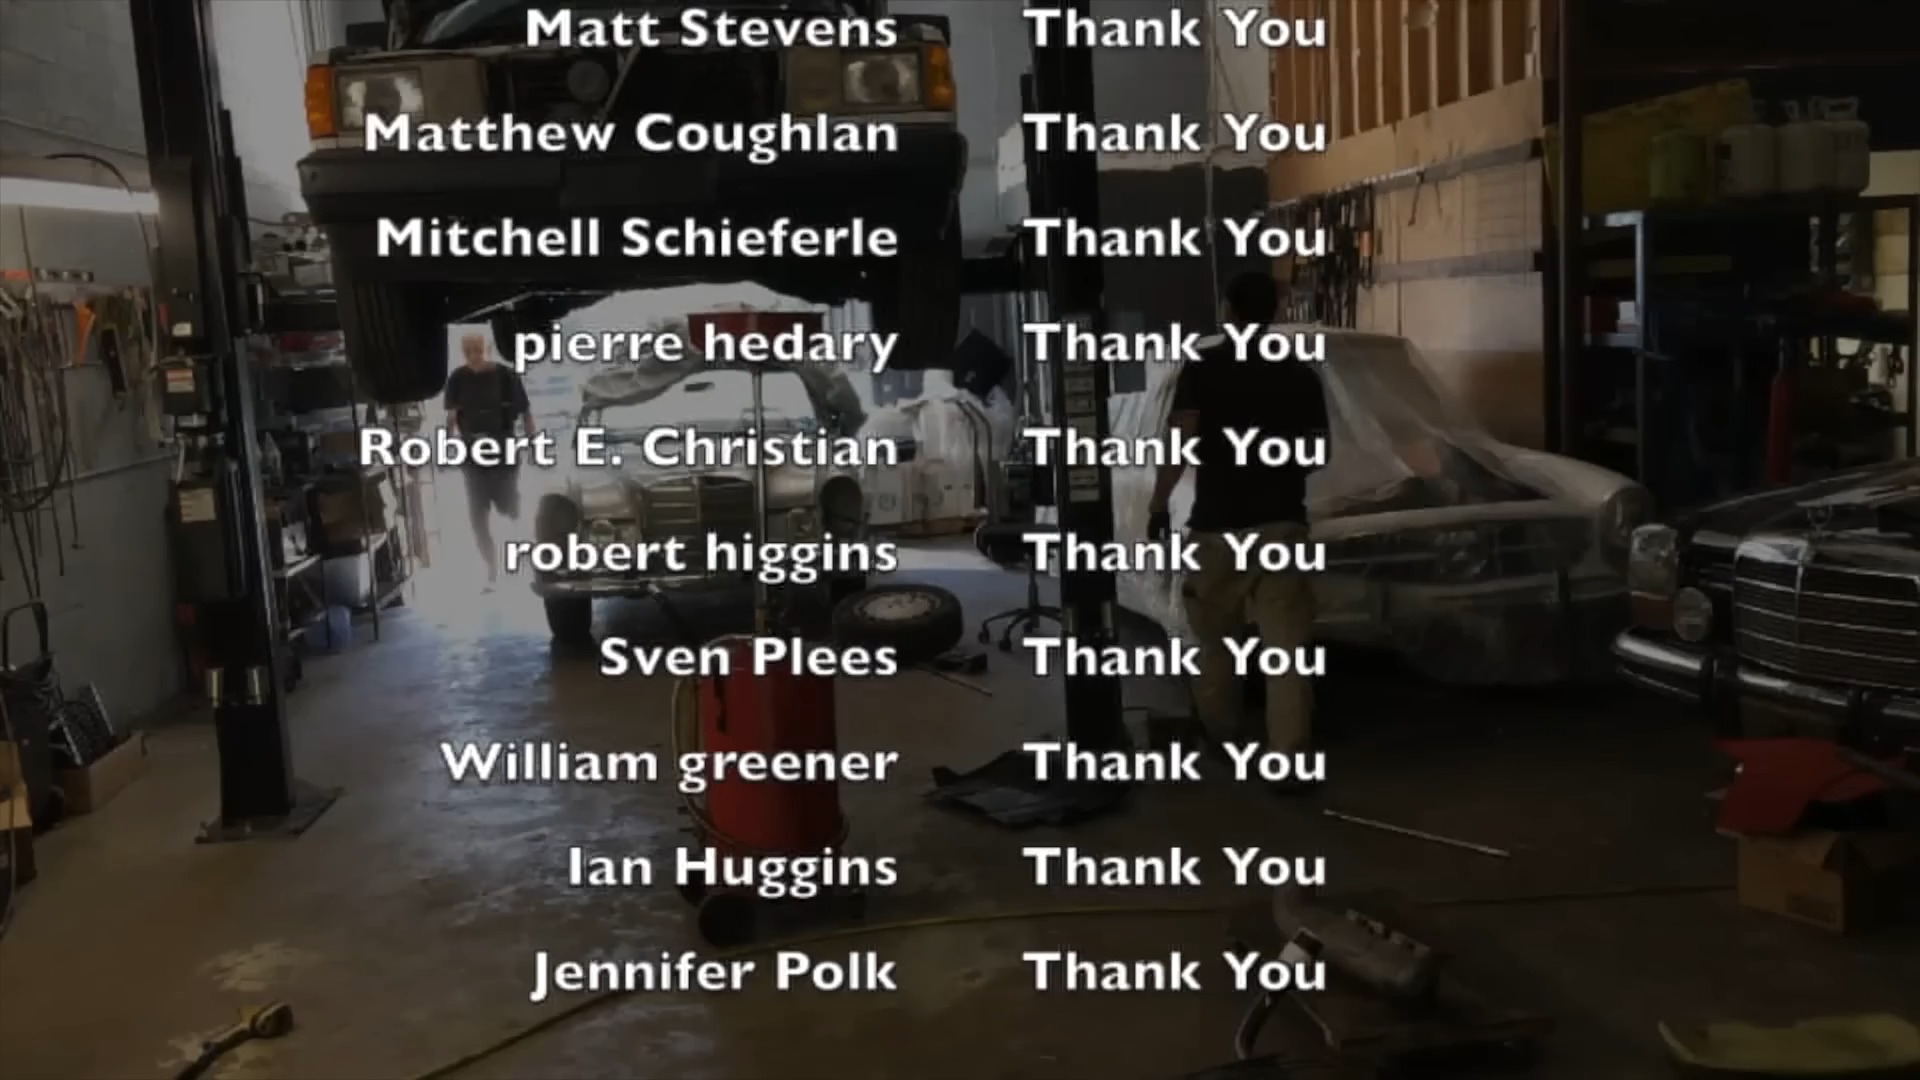 Matt Stevens Thank You
Matthew Coughlan Thank You
Mitchell Schieferle Thank You
pierre hedary Thank You
Robert E. Christian Thank You
robert higgins Thank You
Sven Plees Thank You
William greener Thank You
Ian Huggins Thank You
Jennifer Polk Thank You